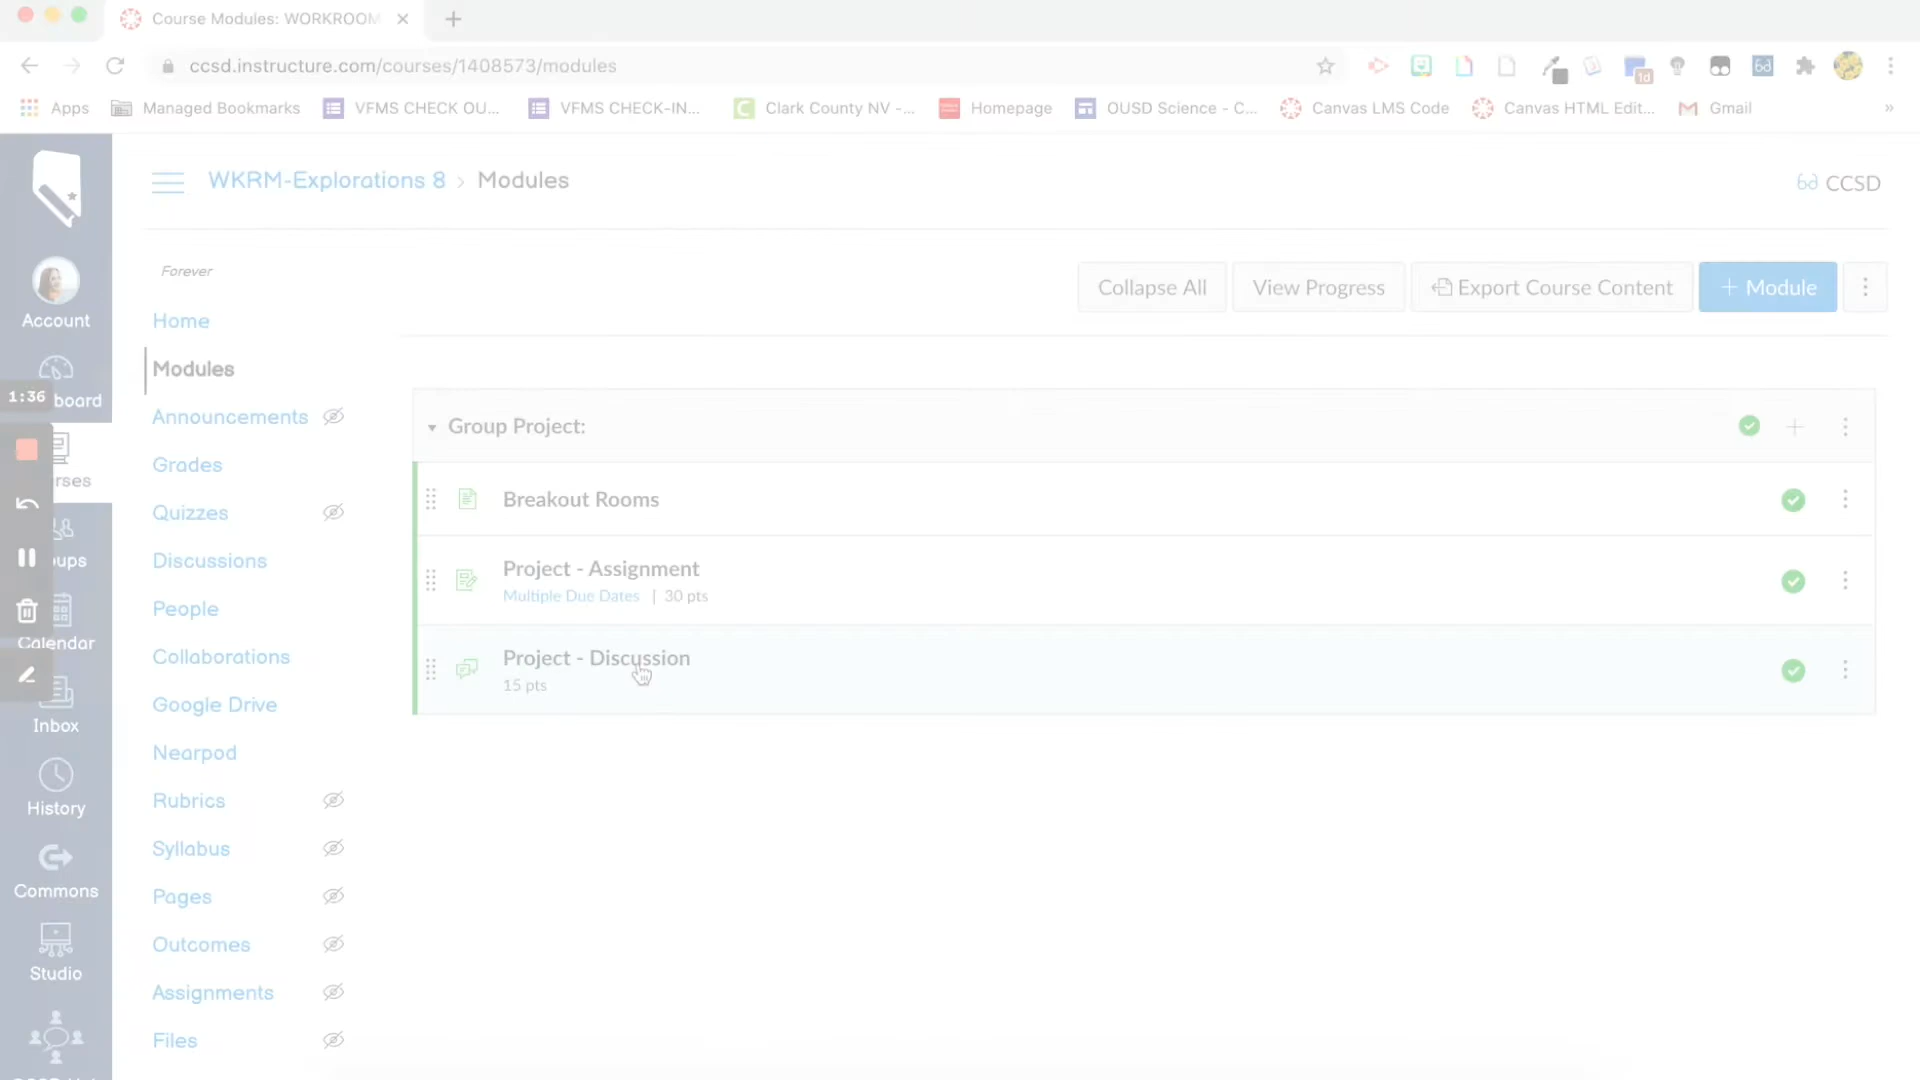 Course Modules: WORKROOM
ccsd.instructure.com/courses/1408573/modules
1d
Apps
Managed Bookmarks
VFMS CHECK OU...
VFMS CHECK-IN...
Clark County NV -...
Homepage
OUSD Science - C...
Canvas LMS Code
Canvas HTML Edit...
Gmail
»
WKRM-Explorations 8 › Modules
CCSD
Forever
Collapse All
View Progress
Export Course Content
+ Module
Account
board
1:36
rses
oups
Calendar
Inbox
History
Commons
Studio
Home
Modules
Announcements
Grades
Quizzes
Discussions
People
Collaborations
Google Drive
Nearpod
Rubrics
Syllabus
Pages
Outcomes
Assignments
Files
Group Project:
Breakout Rooms
Project - Assignment
Multiple Due Dates | 30 pts
Project - Discussion
15 pts